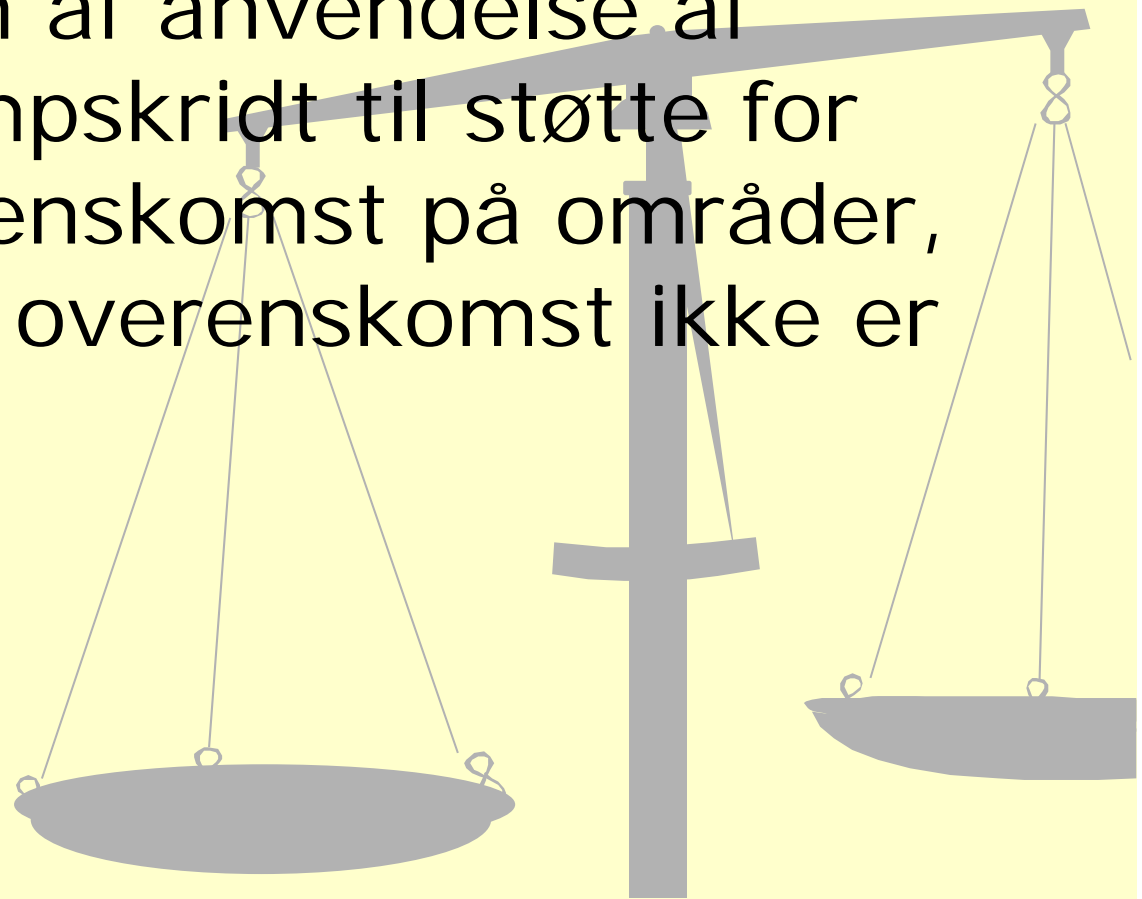 af anvendelse af
mpskridt til støtte for
enskomst på områder,
overenskomst ikke er